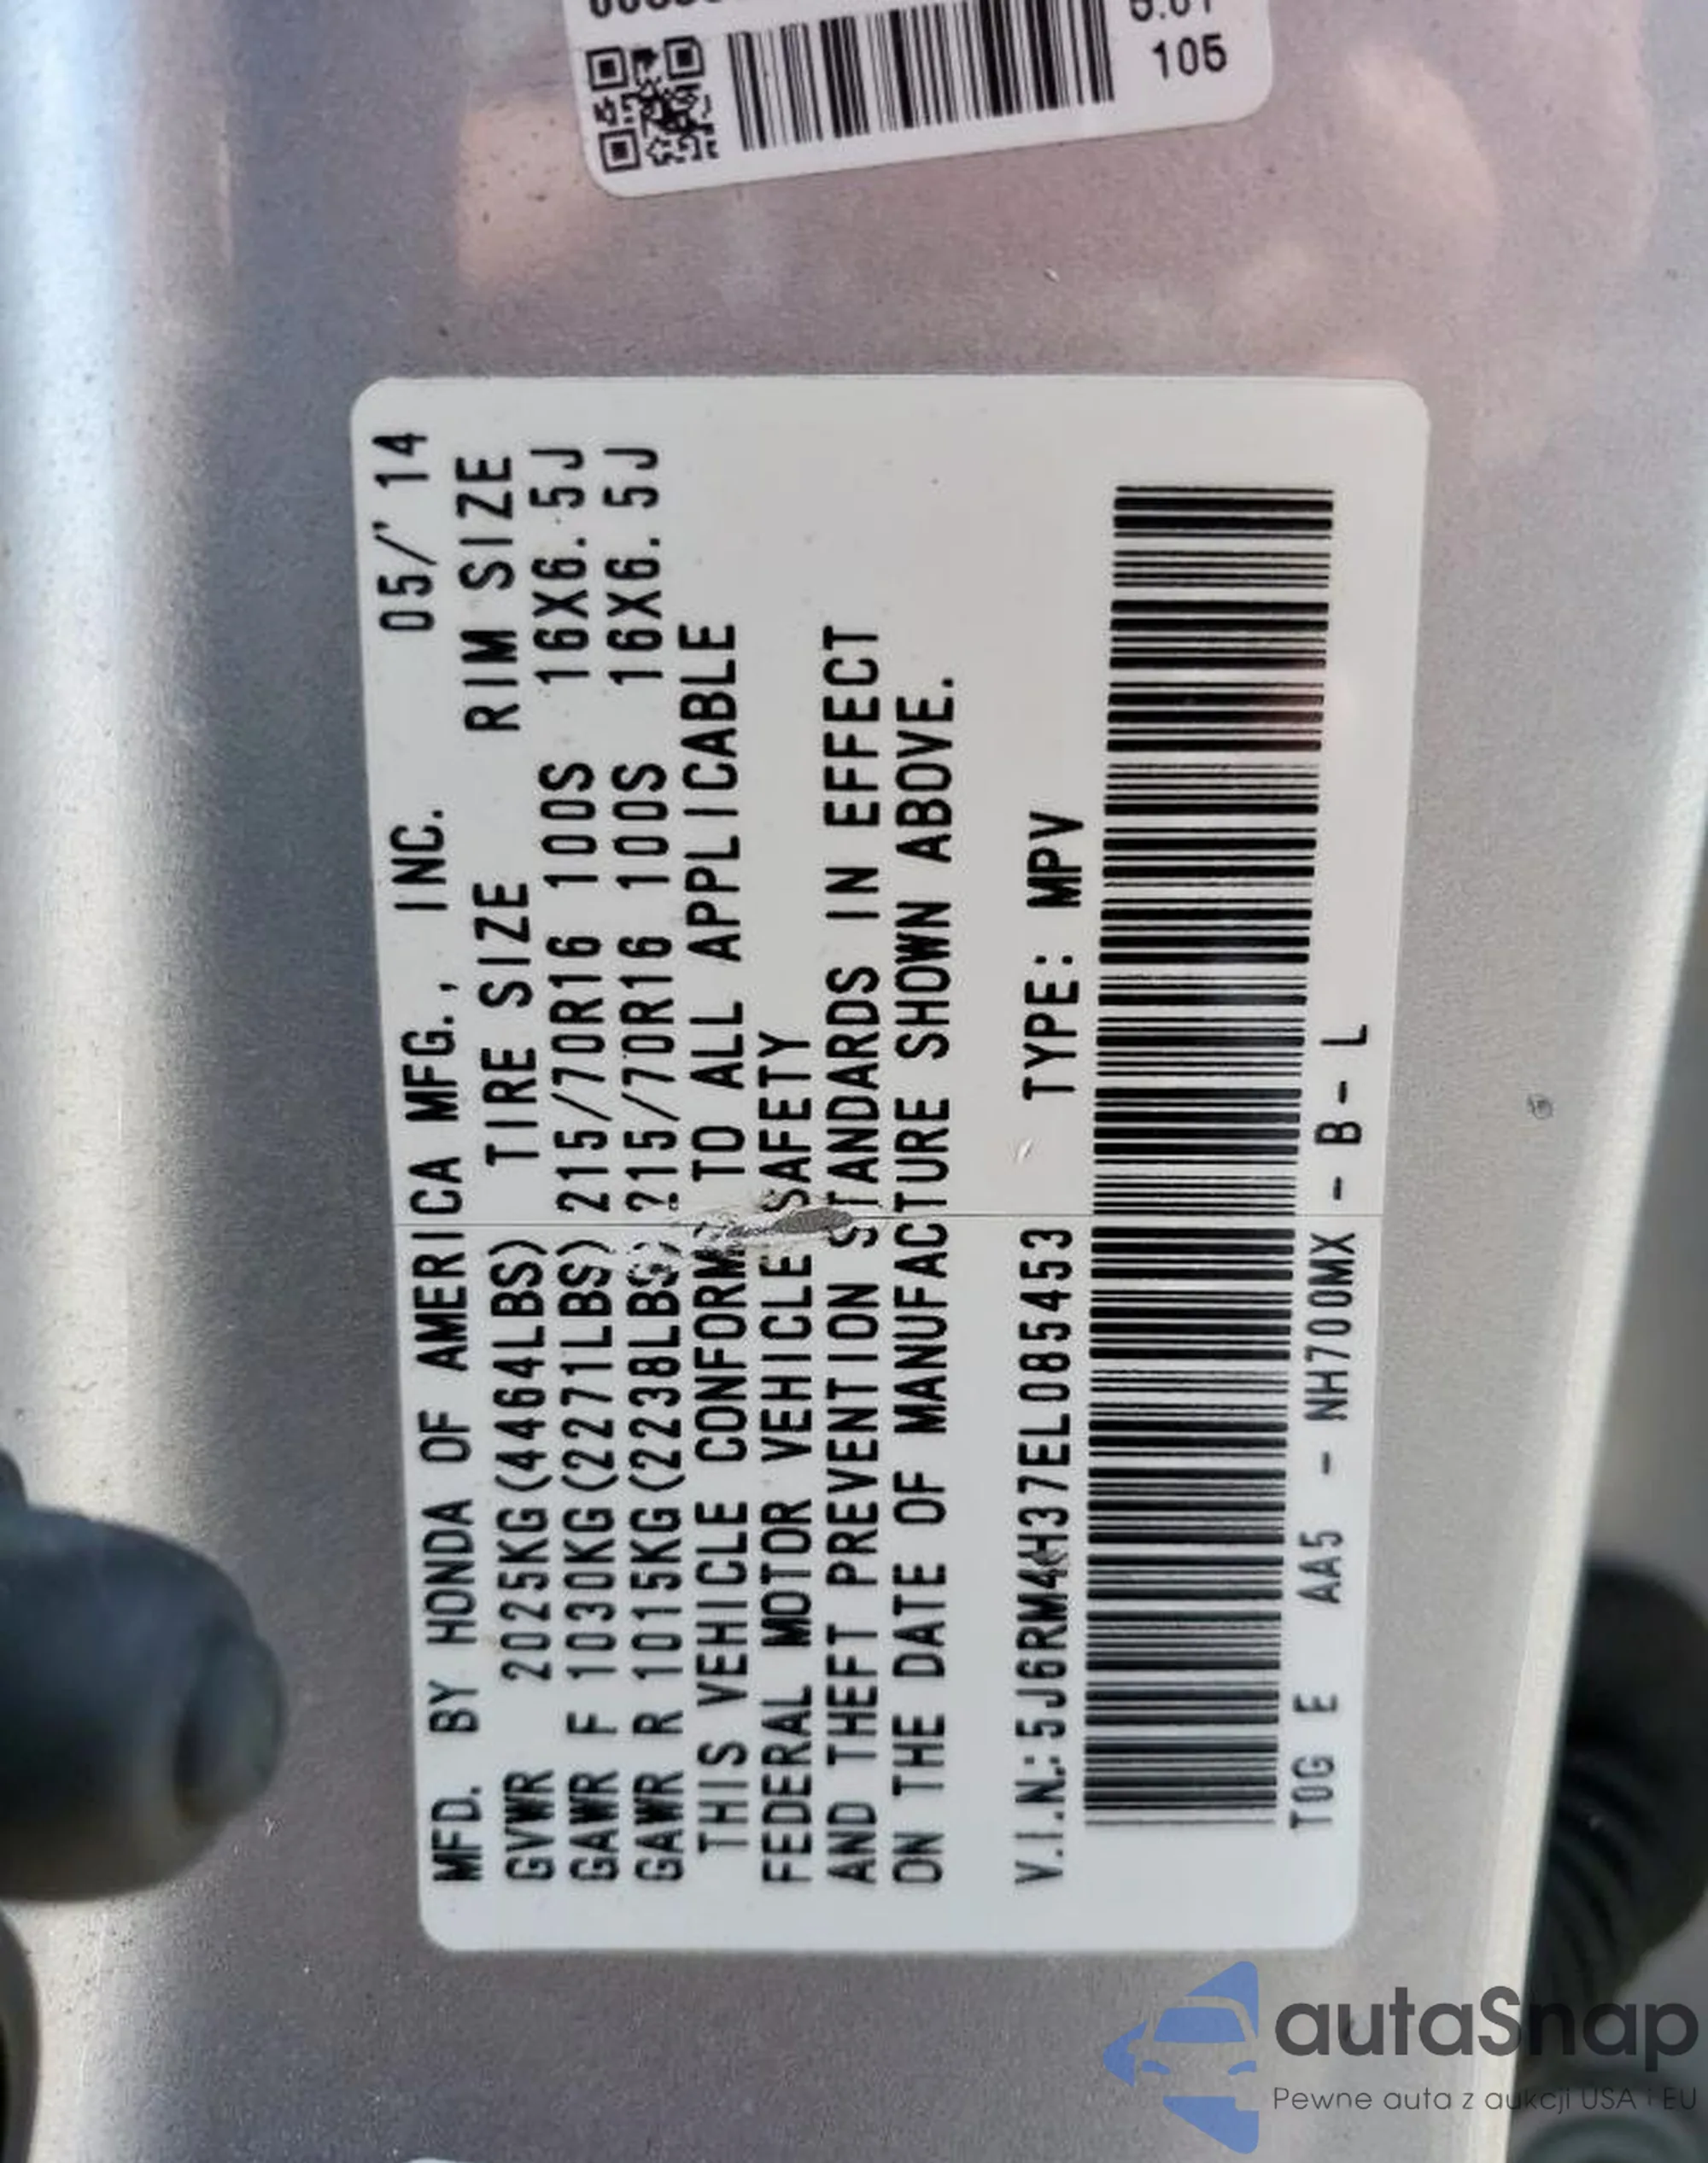 105
MFD. BY HONDA OF AMERICA MFG., INC. 05/'14
TIRE SIZE RIM SIZE
GVWR 2025KG(4464LBS)
GAWR F 1030KG(2271LBS) 215/70R16 100S 16X6.5J
GAWR R 1015KG(2238LBS) 215/70R16 100S 16X6.5J
THIS VEHICLE CONFORMS TO ALL APPLICABLE
FEDERAL MOTOR VEHICLE SAFETY
AND THEFT PREVENTION STANDARDS IN EFFECT
ON THE DATE OF MANUFACTURE SHOWN ABOVE.
V.I.N.:5J6RM4H37EL085453 TYPE: MPV
T0G E AA5 - NH700MX - B- L
autaSnap
Pewne auta z aukcji USA i EU